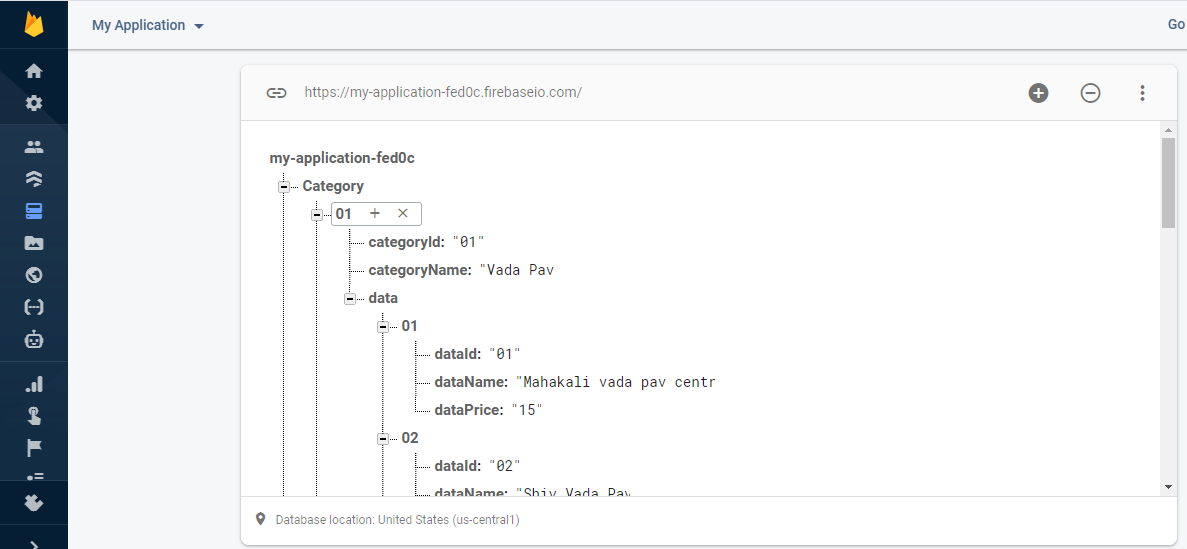 My Application
Go
https://my-application-fed0c.firebaseio.com/
my-application-fed0c
Category
01
categoryId: "01"
categoryName: "Vada Pav
data
01
dataId: "01"
dataName: "Mahakali vada pav centr
dataPrice: "15"
02
dataId: "02"
dataName: "Shiv Vada Pav
Database location: United States (us-central1)